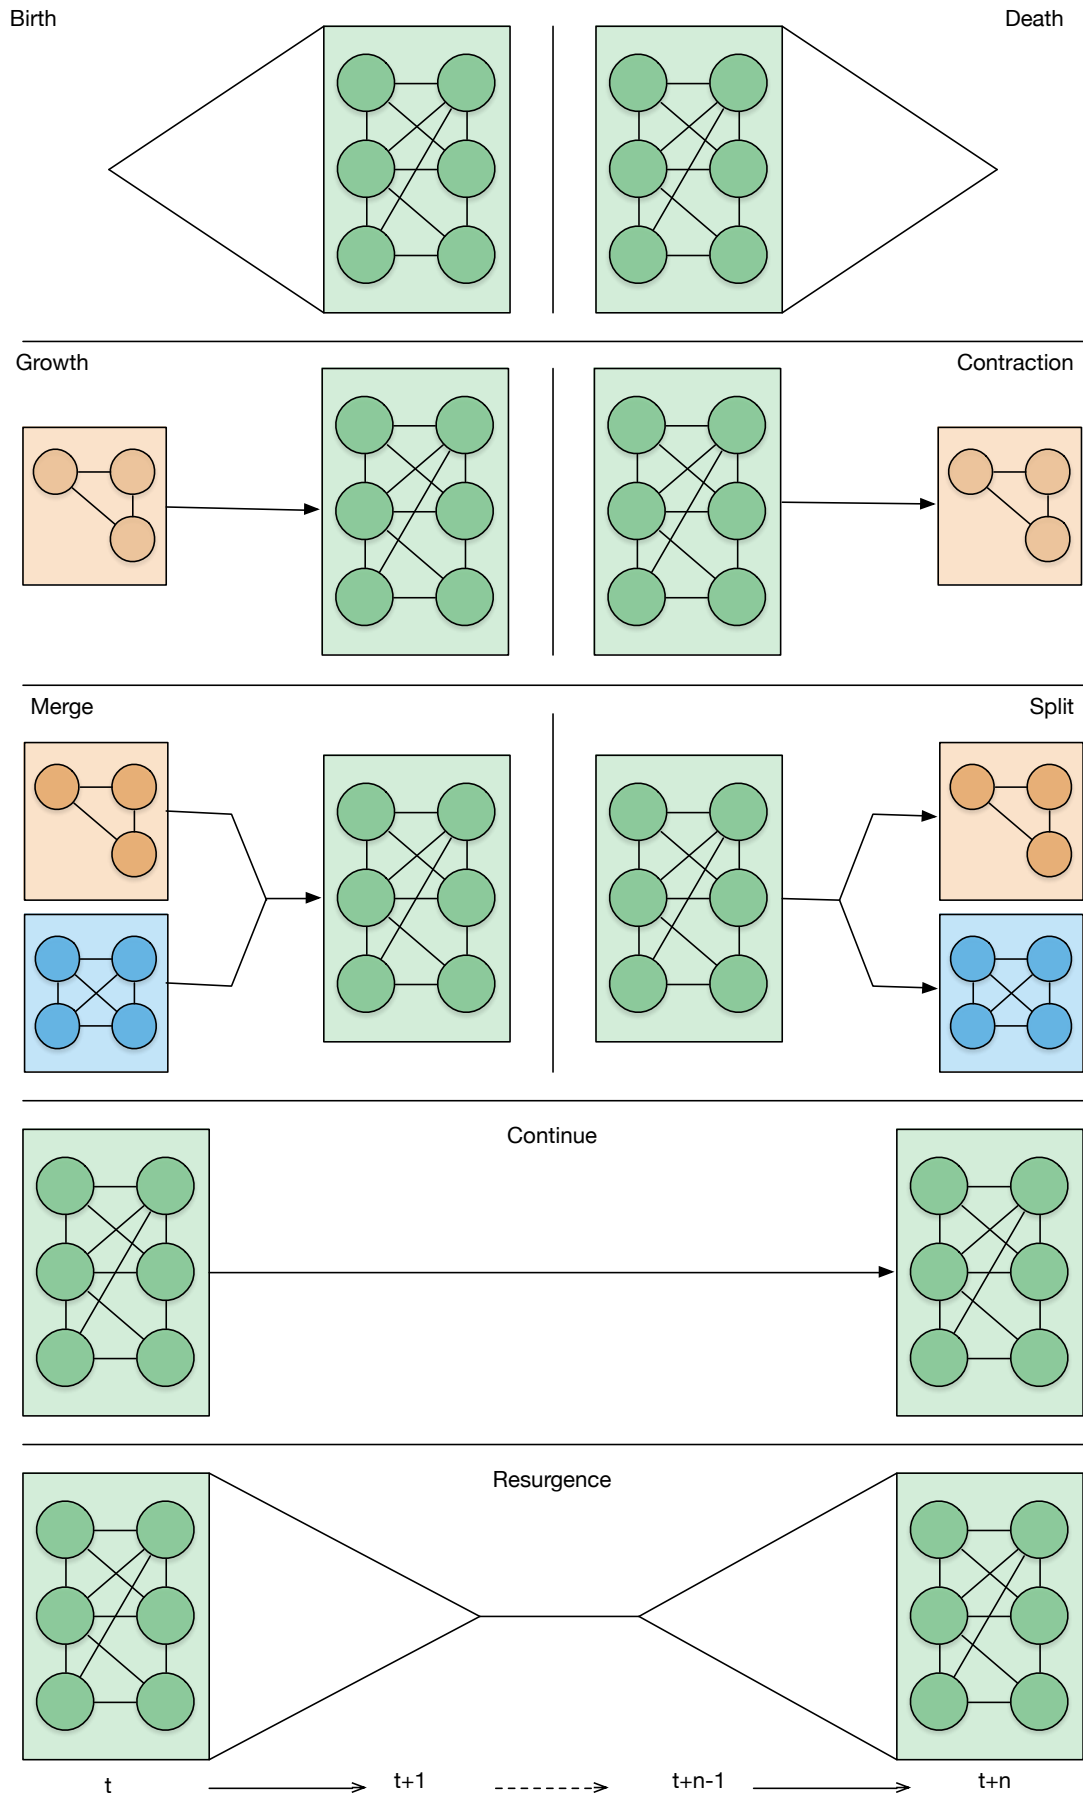 Birth
Death
Growth
Contraction
Merge
Split
Continue
Resurgence
t
t+1
t+n-1
t+n